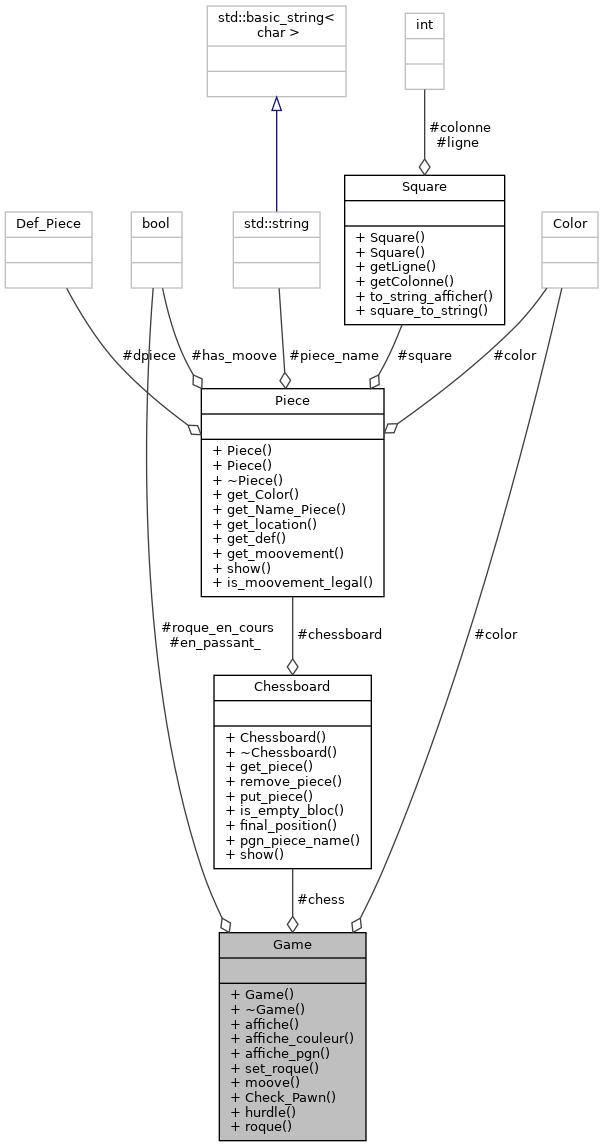 std::basic_string<
char >
int
#colonne
#ligne
Square
+ Square()
+ Square()
+ getLigne()
+ getColonne()
+ to_string_afficher()
+ square_to_string()
Def_Piece
bool
std::string
Color
#dpiece
#has_moove
#piece_name
#square
#color
Piece
+ Piece()
+ Piece()
+ ~Piece()
+ get_Color()
+ get_Name_Piece()
+ get_location()
+ get_def()
+ get_moovement()
+ show()
+ is_moovement_legal()
#roque_en_cours
#en_passant_
#chessboard
#color
Chessboard
+ Chessboard()
+ ~Chessboard()
+ get_piece()
+ remove_piece()
+ put_piece()
+ is_empty_bloc()
+ final_position()
+ pgn_piece_name()
+ show()
#chess
Game
+ Game()
+ ~Game()
+ affiche()
+ affiche_couleur()
+ affiche_pgn()
+ set_roque()
+ moove()
+ Check_Pawn()
+ hurdle()
+ roque()